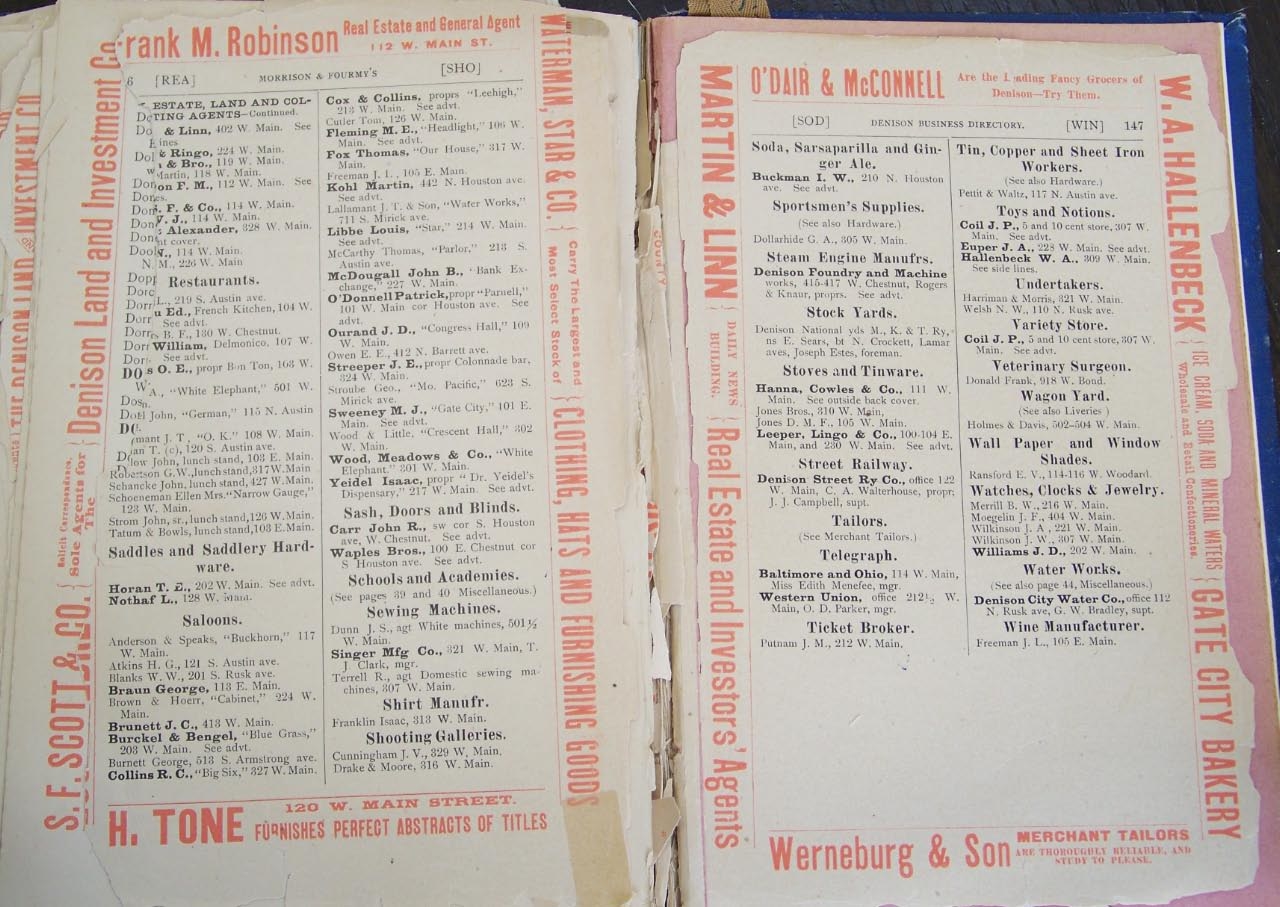 Frank M. Robinson
Real Estate and General Agent
112 W. MAIN ST.
6 [REA] MORRISON & FOURMY'S [SHO]
ESTATE, LAND AND COL-
TING AGENTS—Continued.
& Linn, 402 W. Main. See
lines
& Ringo, 224 W. Main.
& Bro., 119 W. Main.
Martin, 118 W. Main.
on F. M., 112 W. Main. See
es.
F. & Co., 114 W. Main.
J., 114 W. Main.
Alexander, 328 W. Main.
nt cover.
114 W. Main.
N. M., 226 W. Main
Restaurants.
L., 219 S. Austin ave.
u Ed., French Kitchen, 104 W.
See advt.
B. F., 130 W. Chestnut.
William, Delmonico, 107 W.
See advt.
s O. E., propr Bon Ton, 163 W.
A., "White Elephant," 501 W.
l John, "German," 115 N. Austin
mant J. T., "O. K." 108 W. Main.
an T. (c), 120 S. Austin ave.
low John, lunch stand, 103 E. Main.
Robertson G. W., lunch stand, 317 W. Main
Schancke John, lunch stand, 427 W. Main.
Schoeneman Ellen Mrs. "Narrow Gauge,"
123 W. Main.
Strom John, sr., lunch stand, 126 W. Main.
Tatum & Bowls, lunch stand, 103 E. Main.
Saddles and Saddlery Hard-
ware.
Horan T. E., 202 W. Main. See advt.
Nothaf L., 128 W. Main.
Saloons.
Anderson & Speaks, "Buckhorn," 117
W. Main.
Atkins H. G., 121 S. Austin ave.
Blanks W. W., 201 S. Rusk ave.
Braun George, 113 E. Main.
Brown & Hoerr, "Cabinet," 224 W.
Main.
Brunett J. C., 413 W. Main.
Burckel & Bengel, "Blue Grass,"
203 W. Main. See advt.
Burnett George, 513 S. Armstrong ave.
Collins R. C., "Big Six," 327 W. Main.
Cox & Collins, proprs "Leehigh,"
213 W. Main. See advt.
Cutler Tom, 126 W. Main.
Fleming M. E., "Headlight," 106 W.
Main. See advt.
Fox Thomas, "Our House," 317 W.
Main.
Freeman J. L., 105 E. Main.
Kohl Martin, 442 N. Houston ave.
See advt.
Lallamant J. T. & Son, "Water Works,"
711 S. Mirick ave.
Libbe Louis, "Star," 214 W. Main.
See advt.
McCarthy Thomas, "Parlor," 213 S.
Austin ave.
McDougall John B., "Bank Ex-
change," 227 W. Main.
O'Donnell Patrick, propr "Parnell,"
101 W. Main cor Houston ave. See
advt.
Ourand J. D., "Congress Hall," 109
W. Main.
Owen E. E., 412 N. Barrett ave.
Streeper J. E., propr Colonnade bar,
324 W. Main.
Stroube Geo., "Mo. Pacific," 623 S.
Mirick ave.
Sweeney M. J., "Gate City," 101 E.
Main. See advt.
Wood & Little, "Crescent Hall," 302
W. Main.
Wood, Meadows & Co., "White
Elephant." 301 W. Main.
Yeidel Isaac, propr "Dr. Yeidel's
Dispensary," 217 W. Main. See advt.
Sash, Doors and Blinds.
Carr John R., sw cor S. Houston
ave, W. Chestnut. See advt.
Waples Bros., 100 E. Chestnut cor
S Houston ave. See advt.
Schools and Academies.
(See pages 39 and 40 Miscellaneous.)
Sewing Machines.
Dunn J. S., agt White machines, 501½
W. Main.
Singer Mfg Co., 321 W. Main, T.
J. Clark, mgr.
Terrell R., agt Domestic sewing ma-
chines, 307 W. Main.
Shirt Manufr.
Franklin Isaac, 313 W. Main.
Shooting Galleries.
Cunningham J. V., 329 W. Main.
Drake & Moore, 316 W. Main.
H. TONE
120 W. MAIN STREET.
FURNISHES PERFECT ABSTRACTS OF TITLES
S. F. SCOTT & CO.
Solicit Correspondence.
Sole Agents for
The
Denison Land and Investment Co
THE DENISON LAND AND INVESTMENT CO
WATERMAN, STAR & CO.
Carry The Largest and
Most Select Stock of
CLOTHING, HATS AND FURNISHING GOODS
COUNTY
O'DAIR & McCONNELL
Are the Leading Fancy Grocers of
Denison—Try Them.
[SOD] DENISON BUSINESS DIRECTORY. [WIN] 147
Soda, Sarsaparilla and Gin-
ger Ale.
Buckman I. W., 210 N. Houston
ave. See advt.
Sportsmen's Supplies.
(See also Hardware.)
Dollarhide G. A., 305 W. Main.
Steam Engine Manufrs.
Denison Foundry and Machine
works, 415-417 W. Chestnut, Rogers
& Knaur, proprs. See advt.
Stock Yards.
Denison National yds M., K. & T. Ry,
ns E. Sears, bt N. Crockett, Lamar
aves, Joseph Estes, foreman.
Stoves and Tinware.
Hanna, Cowles & Co., 111 W.
Main. See outside back cover.
Jones Bros., 310 W. Main,
Jones D. M. F., 105 W. Main.
Leeper, Lingo & Co., 100-104 E.
Main, and 230 W. Main. See advt.
Street Railway.
Denison Street Ry Co., office 122
W. Main, C. A. Walterhouse, propr;
J. J. Campbell, supt.
Tailors.
(See Merchant Tailors.)
Telegraph.
Baltimore and Ohio, 114 W. Main,
Miss Edith Menefee, mgr.
Western Union, office 212½ W.
Main, O. D. Parker, mgr.
Ticket Broker.
Putnam J. M., 212 W. Main.
Tin, Copper and Sheet Iron
Workers.
(See also Hardware.)
Pettit & Waltz, 117 N. Austin ave.
Toys and Notions.
Coil J. P., 5 and 10 cent store, 307 W.
Main. See advt.
Euper J. A., 228 W. Main. See advt.
Hallenbeck W. A., 309 W. Main.
See side lines.
Undertakers.
Harriman & Morris, 321 W. Main.
Welsh N. W., 110 N. Rusk ave.
Variety Store.
Coil J. P., 5 and 10 cent store, 307 W.
Main. See advt.
Veterinary Surgeon.
Donald Frank, 918 W. Bond.
Wagon Yard.
(See also Liveries )
Holmes & Davis, 502-504 W. Main.
Wall Paper and Window
Shades.
Ransford E. V., 114-116 W. Woodard.
Watches, Clocks & Jewelry.
Merrill B. W., 216 W. Main.
Moegelin J. F., 404 W. Main.
Wilkinson J. A, 221 W. Main.
Wilkinson J. W., 307 W. Main.
Williams J. D., 202 W. Main.
Water Works.
(See also page 44, Miscellaneous.)
Denison City Water Co., office 112
N. Rusk ave, G. W. Bradley, supt.
Wine Manufacturer.
Freeman J. L., 105 E. Main.
MARTIN & LINN
DAILY NEWS
BUILDING.
Real Estate and Investors' Agents
W. A. HALLENBECK
ICE CREAM, SODA AND MINERAL WATERS
Wholesale and Retail Confectioneries.
GATE CITY BAKERY
Werneburg & Son
MERCHANT TAILORS
ARE THOROUGHLY RELIABLE, AND
STUDY TO PLEASE.